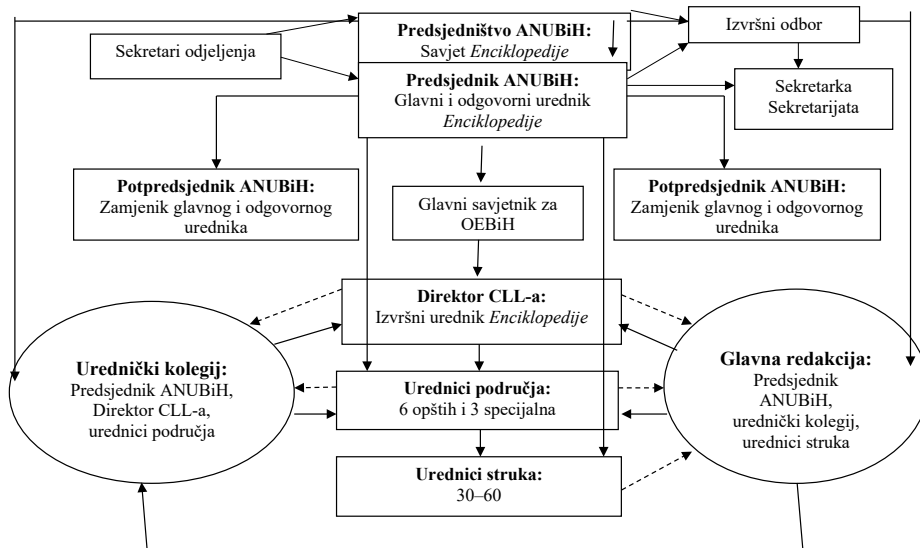 Predsjedništvo ANUBiH:
Savjet Enciklopedije
Izvršni odbor
Sekretari odjeljenja
Predsjednik ANUBiH:
Glavni i odgovorni urednik
Enciklopedije
Sekretarka
Sekretarijata
Potpredsjednik ANUBiH:
Zamjenik glavnog i odgovornog
urednika
Glavni savjetnik za
OEBiH
Potpredsjednik ANUBiH:
Zamjenik glavnog i odgovornog
urednika
Direktor CLL-a:
Izvršni urednik Enciklopedije
Urednički kolegij:
Predsjednik ANUBiH,
Direktor CLL-a,
urednici područja
Urednici područja:
6 opštih i 3 specijalna
Glavna redakcija:
Predsjednik
ANUBiH,
urednički kolegij,
urednici struka
Urednici struka:
30–60